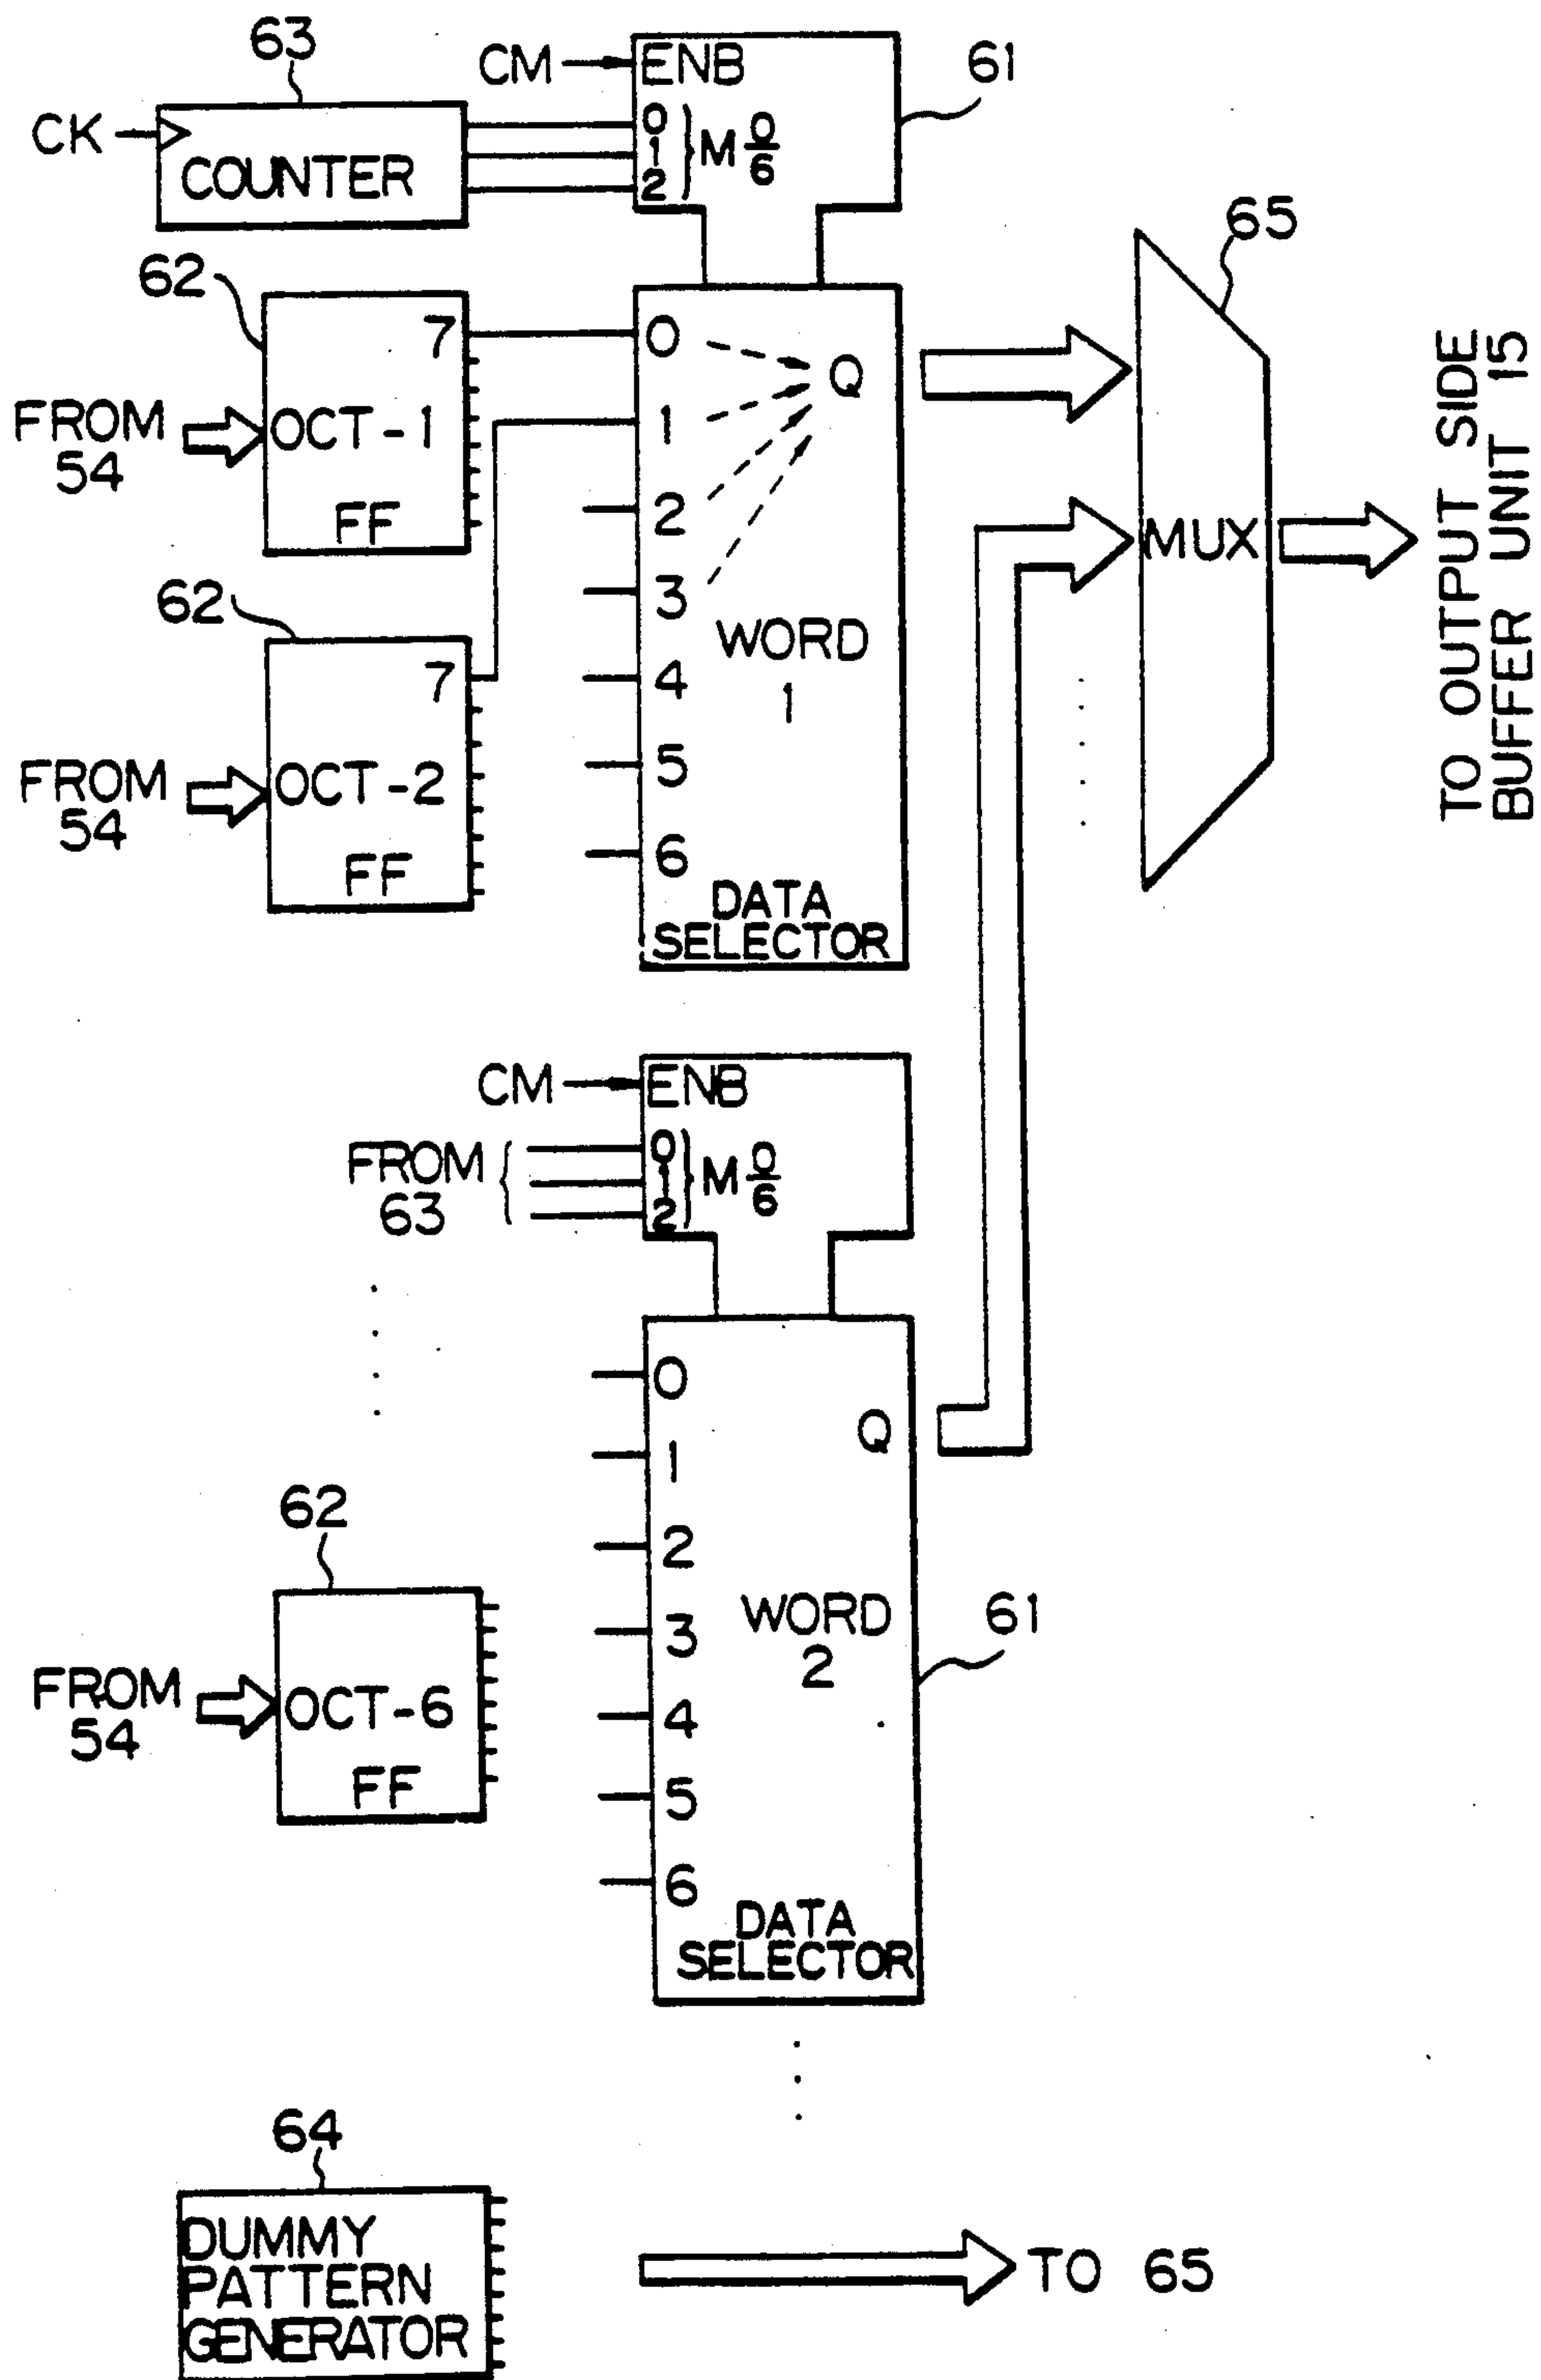 63
CM
ENB
61
CK
COUNTER
0
1
2
M 0/6
65
62
7
OCT-1
FF
FROM
54
0
1
2
3
4
5
6
Q
WORD
1
DATA
SELECTOR
MUX
TO OUTPUT SIDE
BUFFER UNIT 15
62
7
OCT-2
FF
FROM
54
CM
ENB
FROM
63
0
1
2
M 0/6
0
1
2
3
4
5
6
Q
WORD
2
DATA
SELECTOR
61
62
FROM
54
OCT-6
FF
64
DUMMY
PATTERN
GENERATOR
TO 65